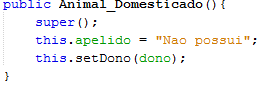 public Animal_Domesticado(){
super();
this.apelido = "Nao possui";
this.setDono(dono);
}